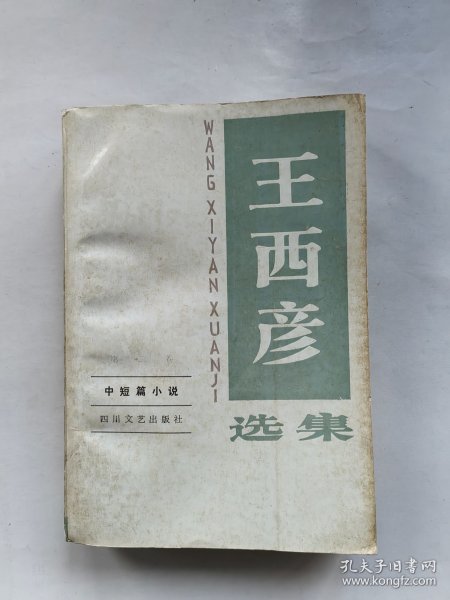 WANG XIYAN XUANJI
王西彦
选集
中短篇小说
四川文艺出版社
孔夫子旧书网
www.kongfz.com